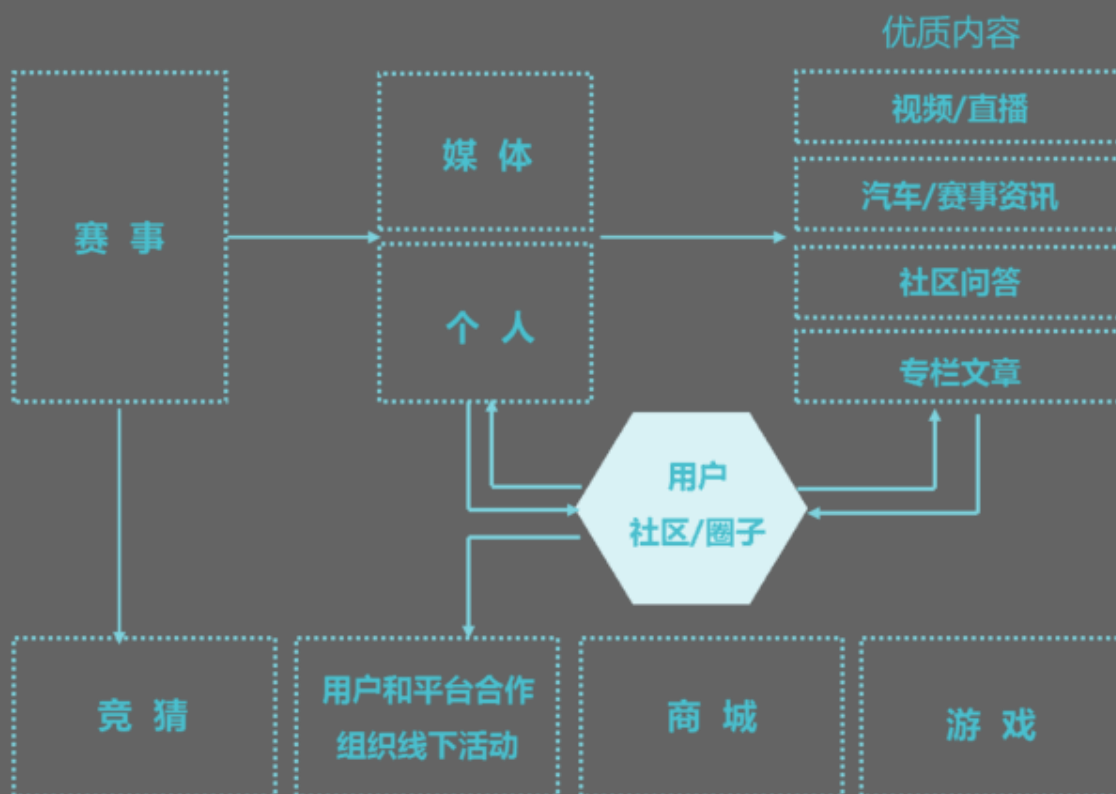 优质内容
赛 事
媒 体
个 人
视频/直播
汽车/赛事资讯
社区问答
专栏文章
用户
社区/圈子
竞 猜
用户和平台合作
组织线下活动
商 城
游 戏